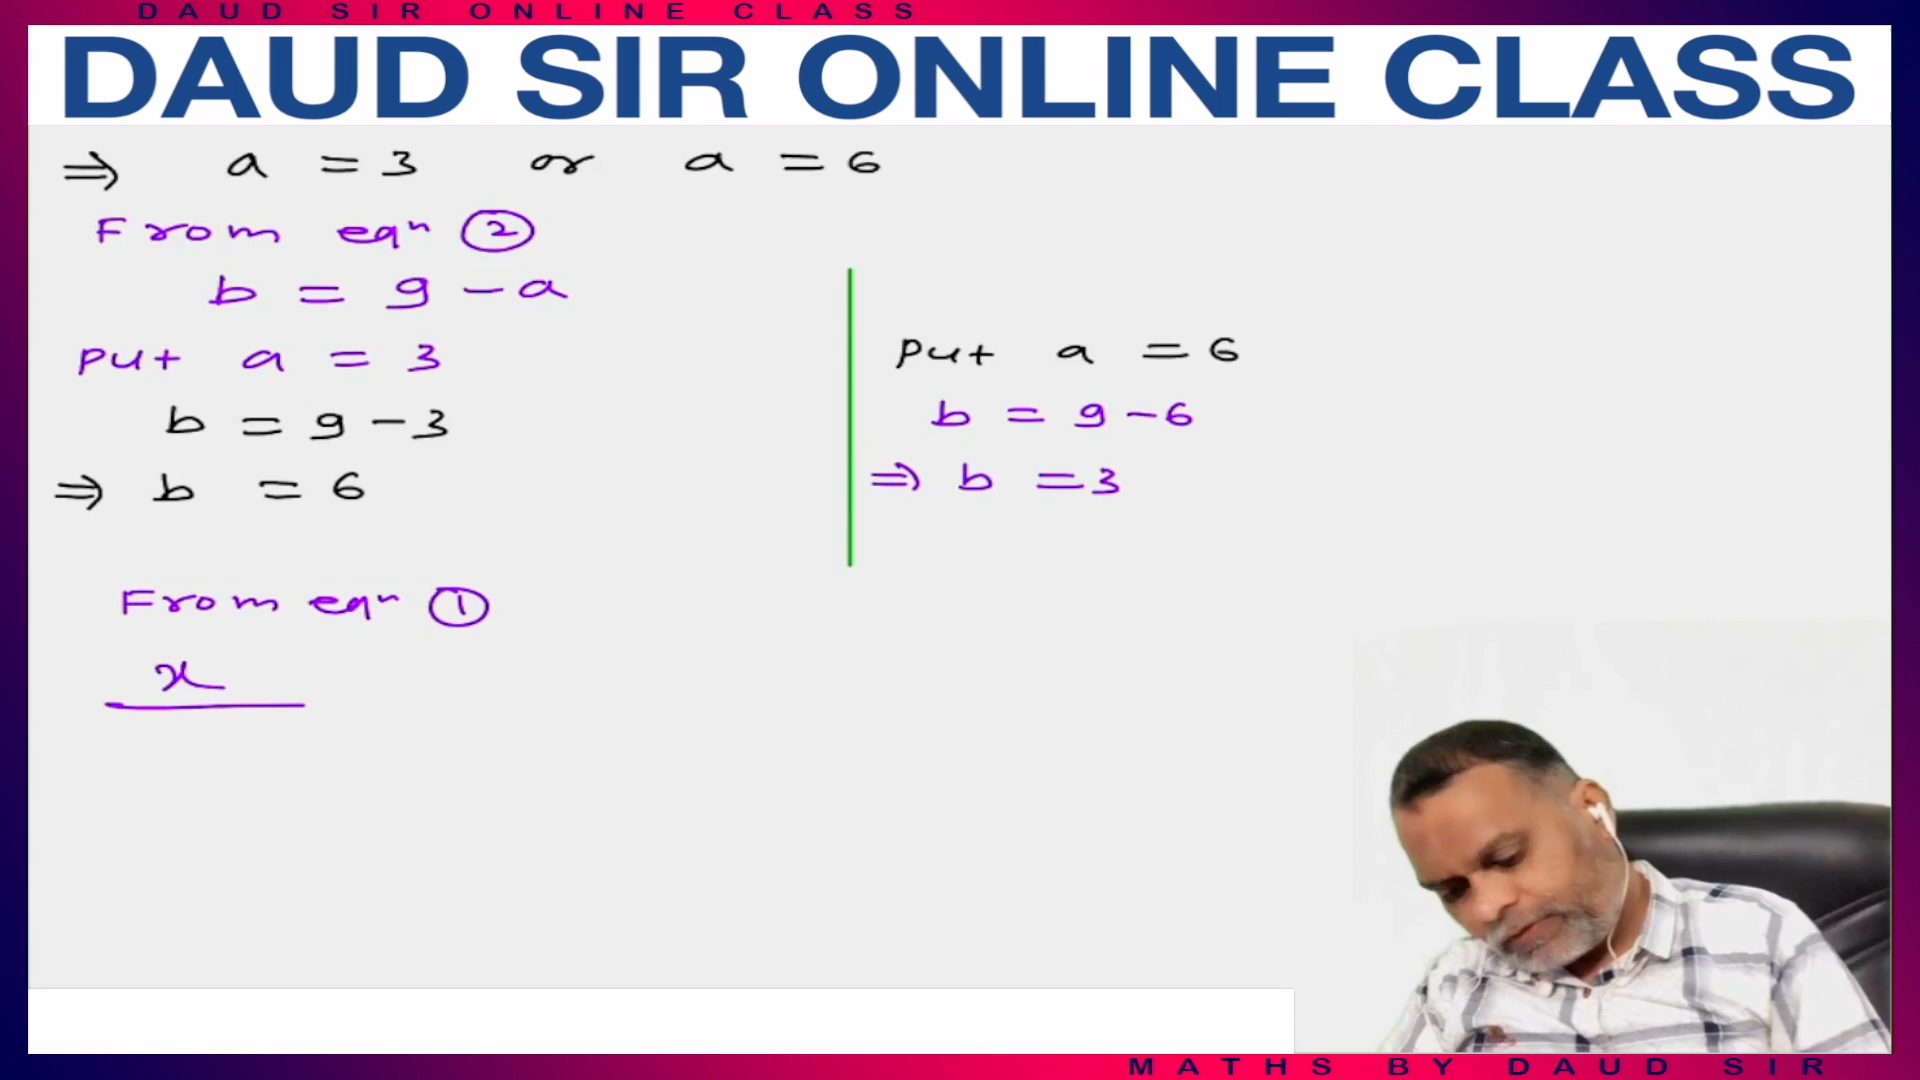 DAUD SIR ONLINE CLASS
DAUD SIR ONLINE CLASS
⇒ a = 3 or a = 6
From eqn ②
b = 9 - a
put a = 3
b = 9 - 3
⇒ b = 6
put a = 6
b = 9 - 6
⇒ b = 3
From eqn ①
x
MATHS BY DAUD SIR